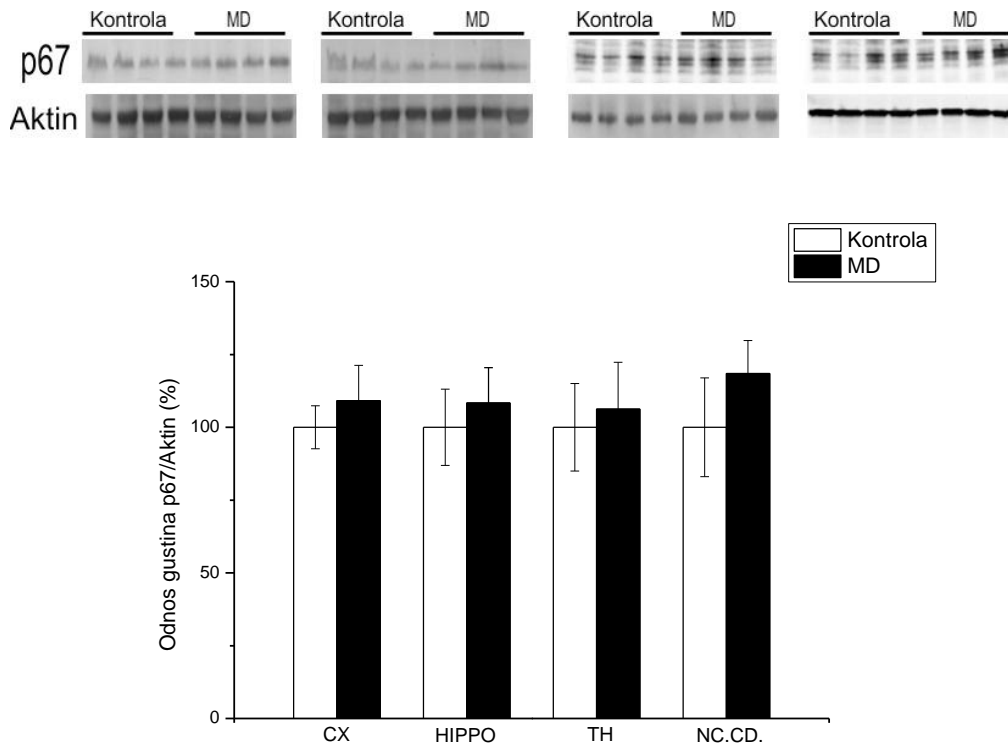 Kontrola MD Kontrola MD Kontrola MD Kontrola MD
p67
Aktin
Kontrola
MD
150
100
50
0
Odnos gustina p67/Aktin (%)
CX HIPPO TH NC.CD.